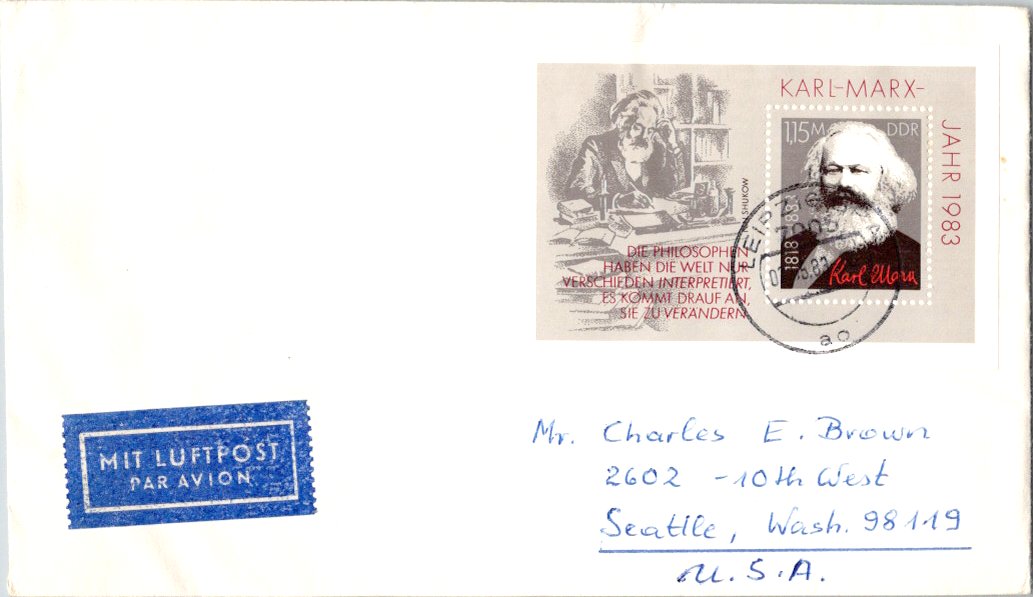 KARL-MARX-
JAHR 1983
1,15 M DDR
1818 1883
Karl Marx
N. N. SHUKOW
DIE PHILOSOPHEN
HABEN DIE WELT NUR
VERSCHIEDEN INTERPRETIERT,
ES KOMMT DRAUF AN,
SIE ZU VERÄNDERN.
LEIPZIG
ao
MIT LUFTPOST
PAR AVION
Mr. Charles E. Brown
2602 -10th West
Seattle, Wash. 98119
U.S.A.